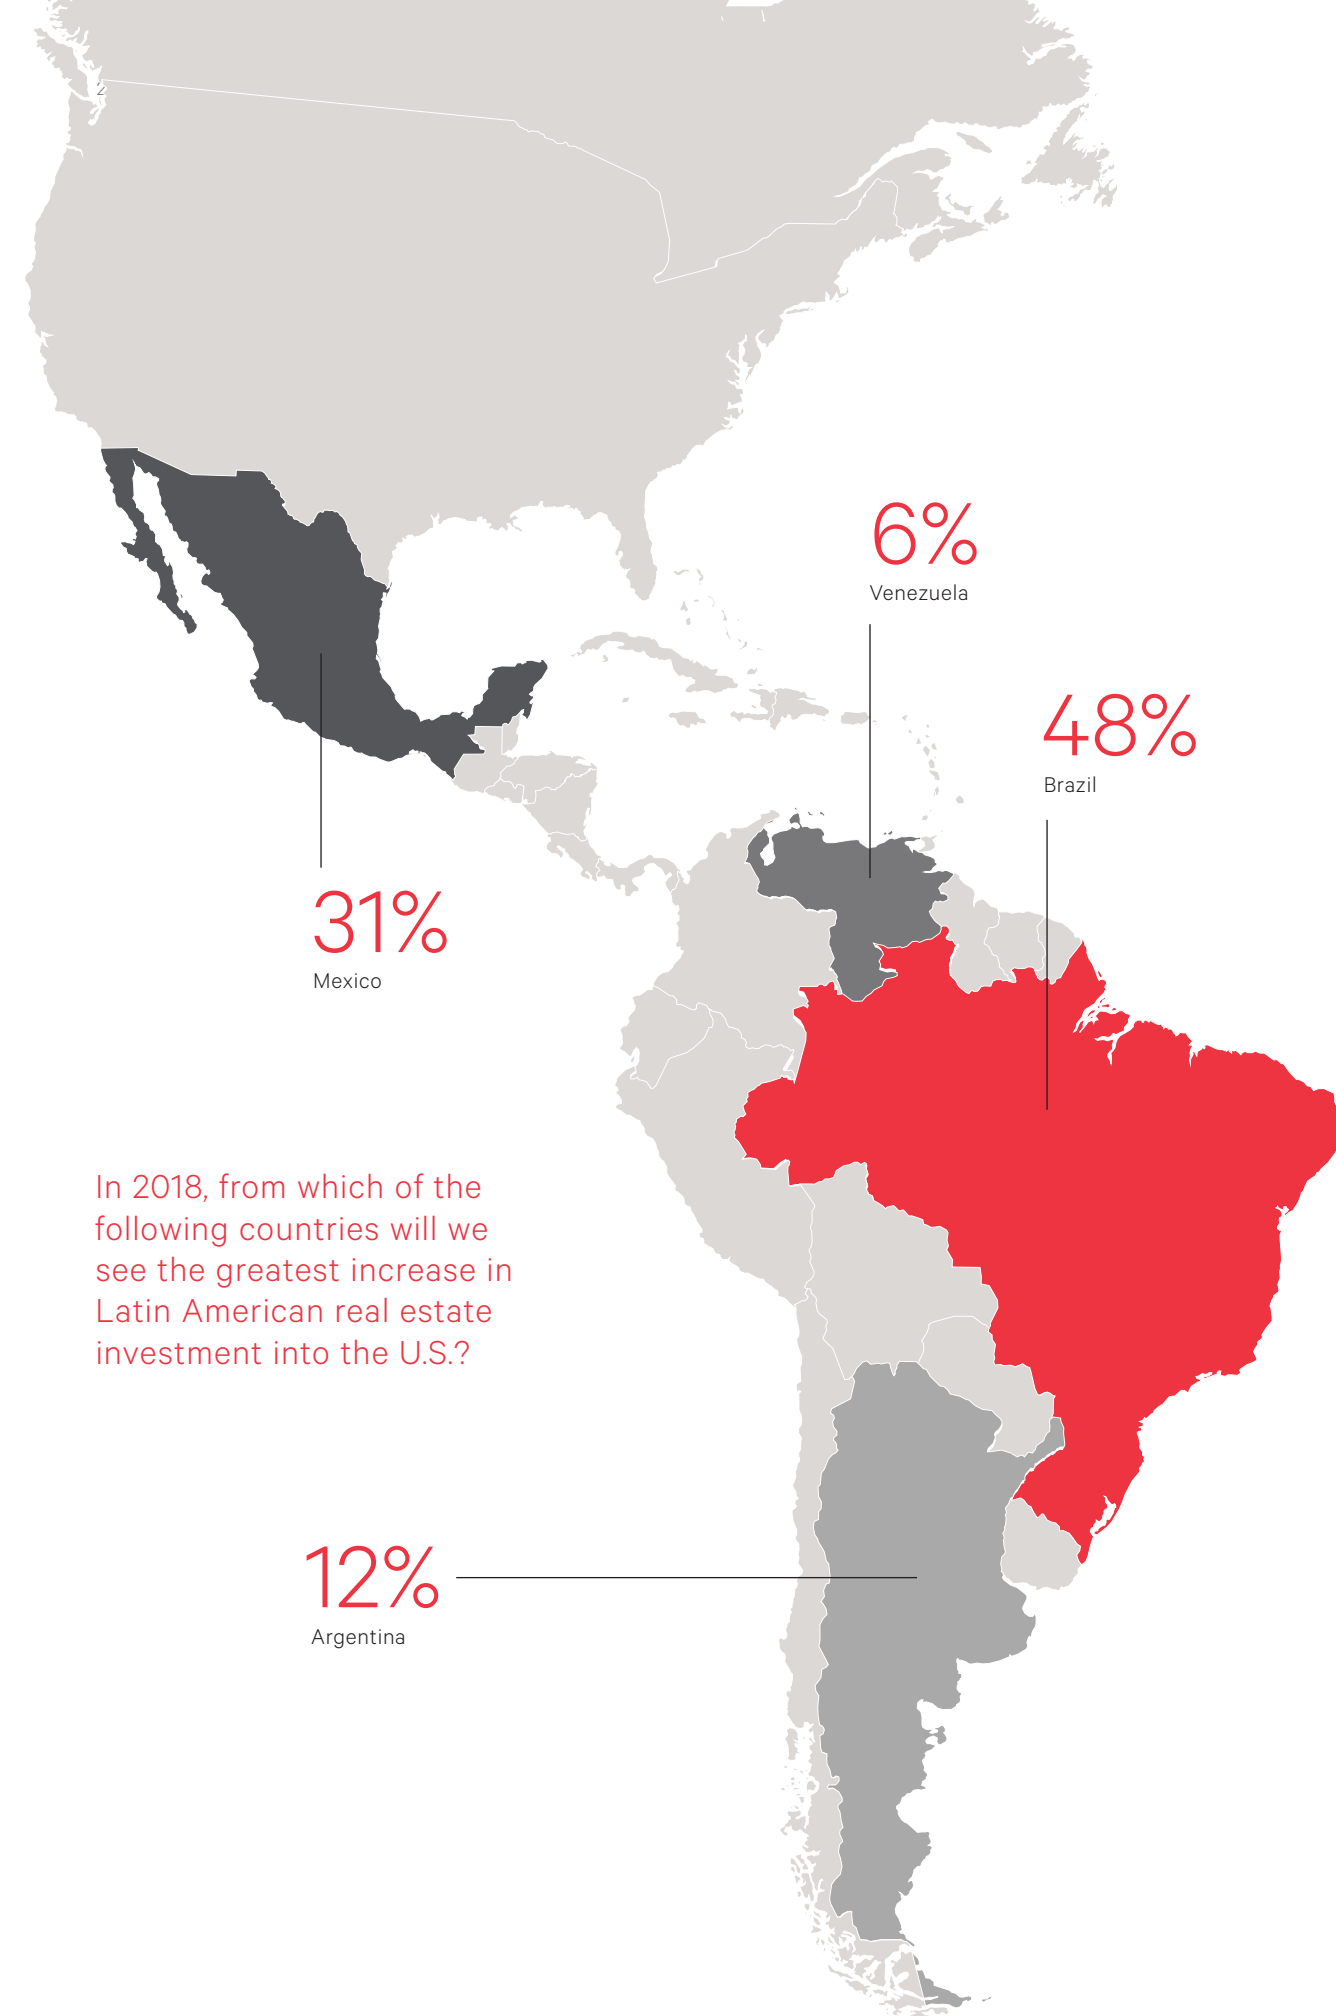 2
6%
Venezuela
48%
Brazil
31%
Mexico
In 2018, from which of the
following countries will we
see the greatest increase in
Latin American real estate
investment into the U.S.?
12%
Argentina